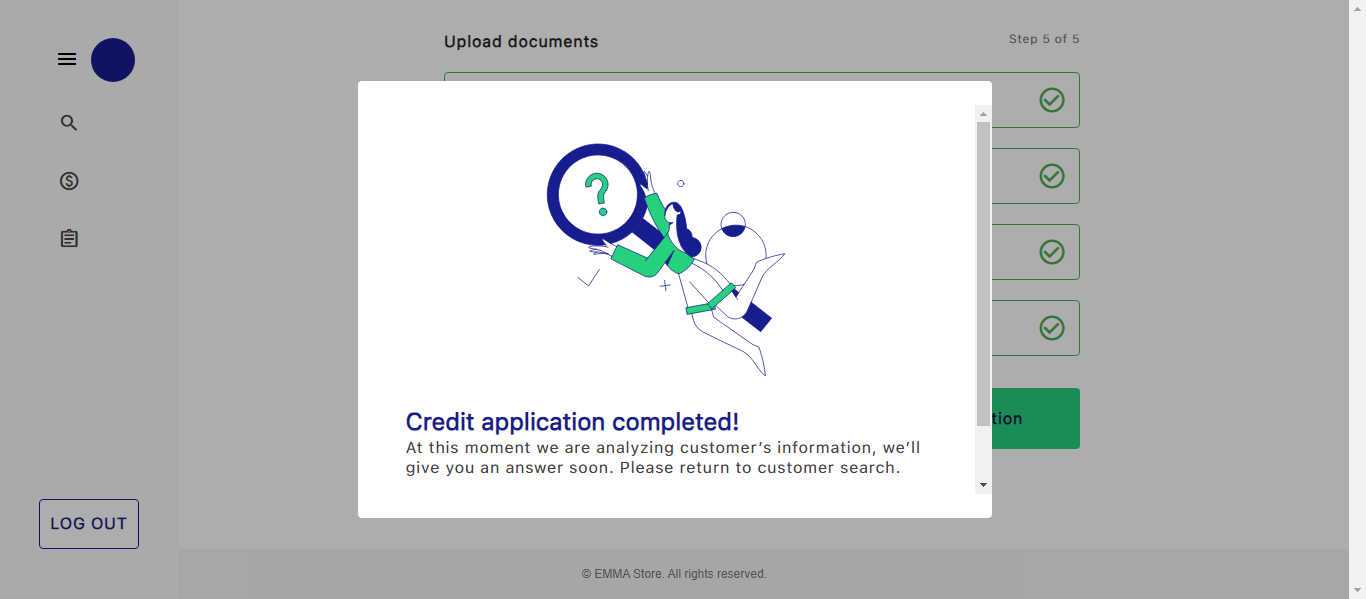 Upload documents
Step 5 of 5
?
Credit application completed!
At this moment we are analyzing customer's information, we'll
give you an answer soon. Please return to customer search.
tion
LOG OUT
© EMMA Store. All rights reserved.